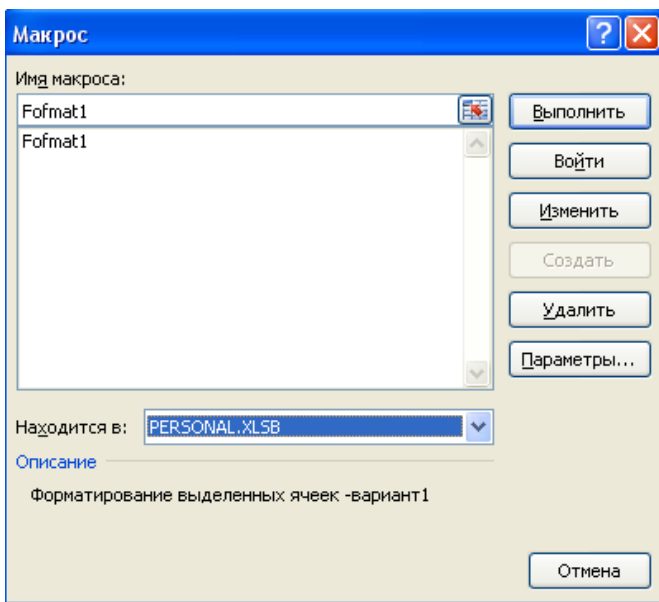 Макрос
Имя макроса:
Fofmat1
Fofmat1
Выполнить
Войти
Изменить
Создать
Удалить
Параметры...
Находится в: PERSONAL.XLSB
Описание
Форматирование выделенных ячеек -вариант1
Отмена